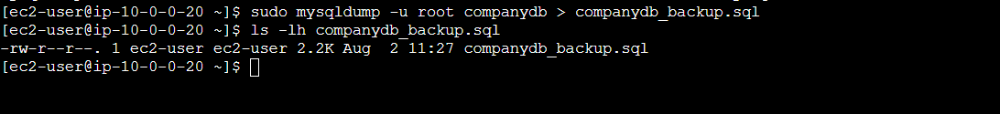 [ec2-user@ip-10-0-0-20 ~]$ sudo mysqldump -u root companydb > companydb_backup.sql
[ec2-user@ip-10-0-0-20 ~]$ ls -lh companydb_backup.sql
-rw-r--r--. 1 ec2-user ec2-user 2.2K Aug  2 11:27 companydb_backup.sql
[ec2-user@ip-10-0-0-20 ~]$